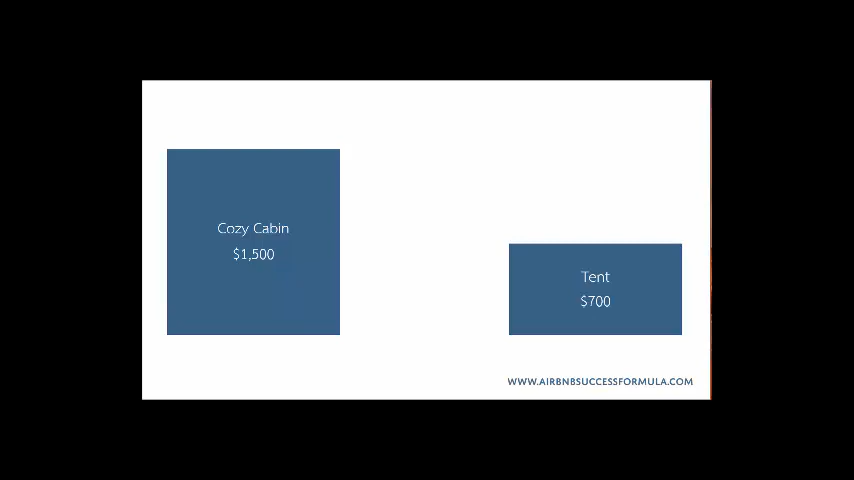 Cozy Cabin
$1,500
Tent
$700
WWW.AIRBNBSUCCESSFORMULA.COM